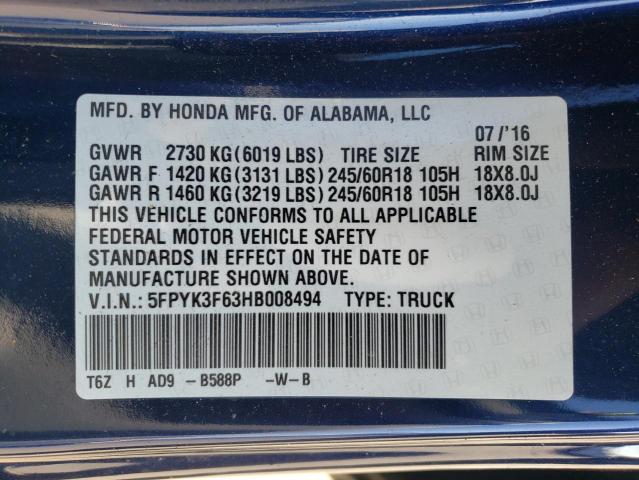 MFD. BY HONDA MFG. OF ALABAMA, LLC
07 /'16
GVWR 2730 KG(6019 LBS) TIRE SIZE RIM SIZE
GAWR F 1420 KG(3131 LBS) 245/60R18 105H 18X8.0J
GAWR R 1460 KG(3219 LBS) 245/60R18 105H 18X8.0J
THIS VEHICLE CONFORMS TO ALL APPLICABLE
FEDERAL MOTOR VEHICLE SAFETY
STANDARDS IN EFFECT ON THE DATE OF
MANUFACTURE SHOWN ABOVE.
V.I.N.: 5FPYK3F63HB008494 TYPE: TRUCK
T6Z H AD9 -B588P -W-B